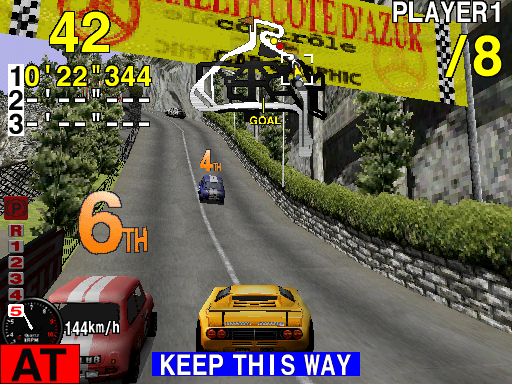 PLAYER1
42
RALLYE COTE D'AZUR
/8
1 0'22"344
2 -'--"---
3 -'--"---
GOAL
4TH
6TH
P
R
1
2
3
4
5
144km/h
AT
KEEP THIS WAY